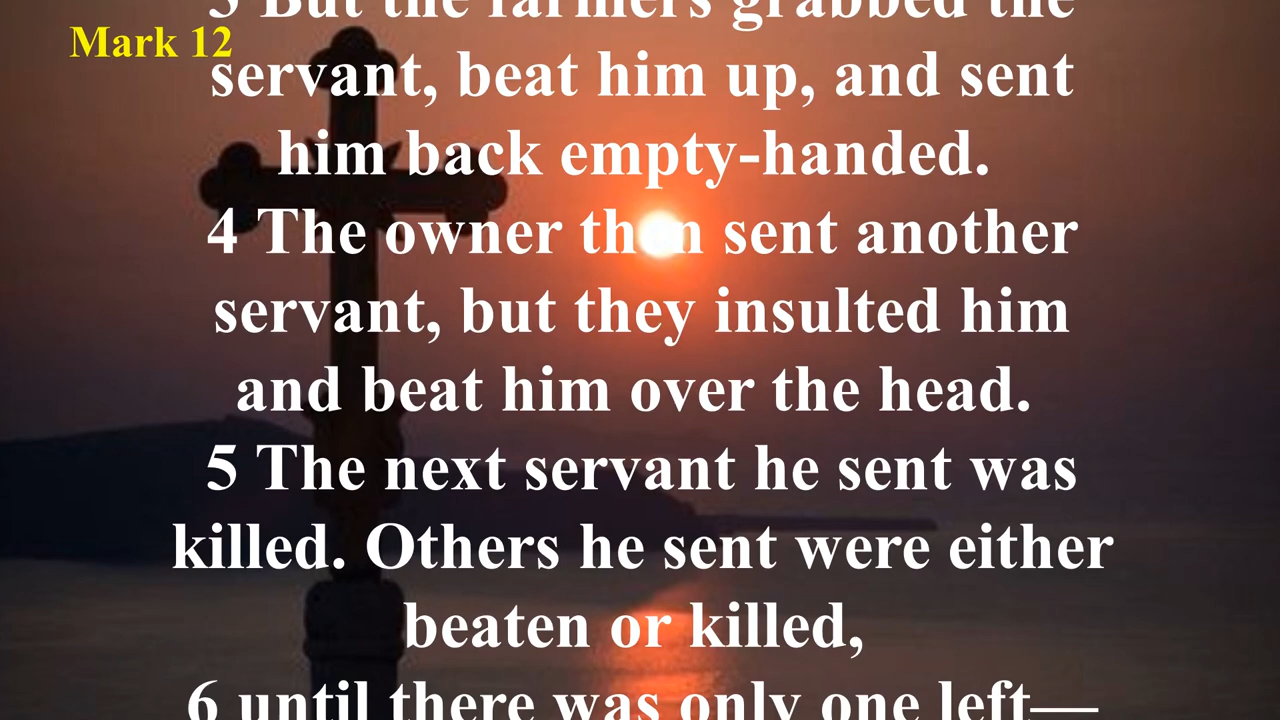 Mark 12
3 But the farmers grabbed the
servant, beat him up, and sent
him back empty-handed.
4 The owner then sent another
servant, but they insulted him
and beat him over the head.
5 The next servant he sent was
killed. Others he sent were either
beaten or killed,
6 until there was only one left—